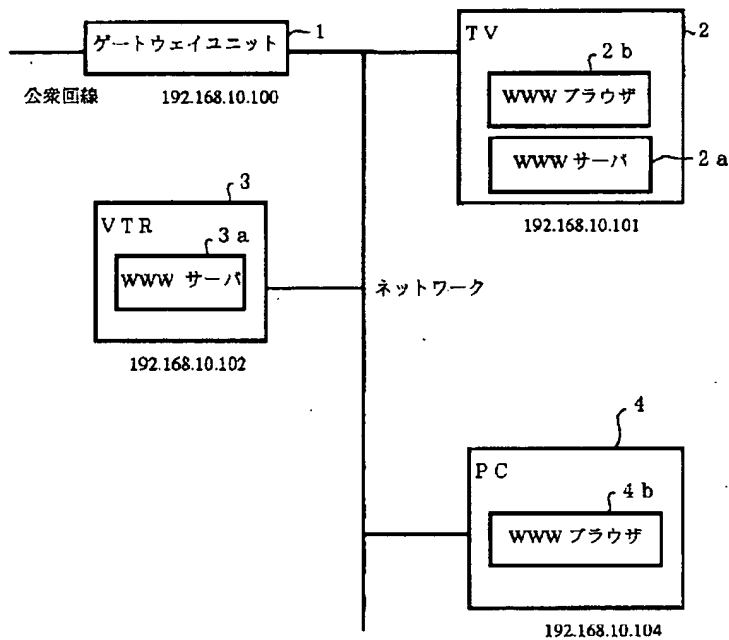 ゲートウェイユニット
1
公衆回線
192.168.10.100
TV
2
2b
WWW ブラウザ
WWW サーバ
2a
192.168.10.101
3
VTR
3a
WWW サーバ
192.168.10.102
ネットワーク
4
PC
4b
WWW ブラウザ
192.168.10.104